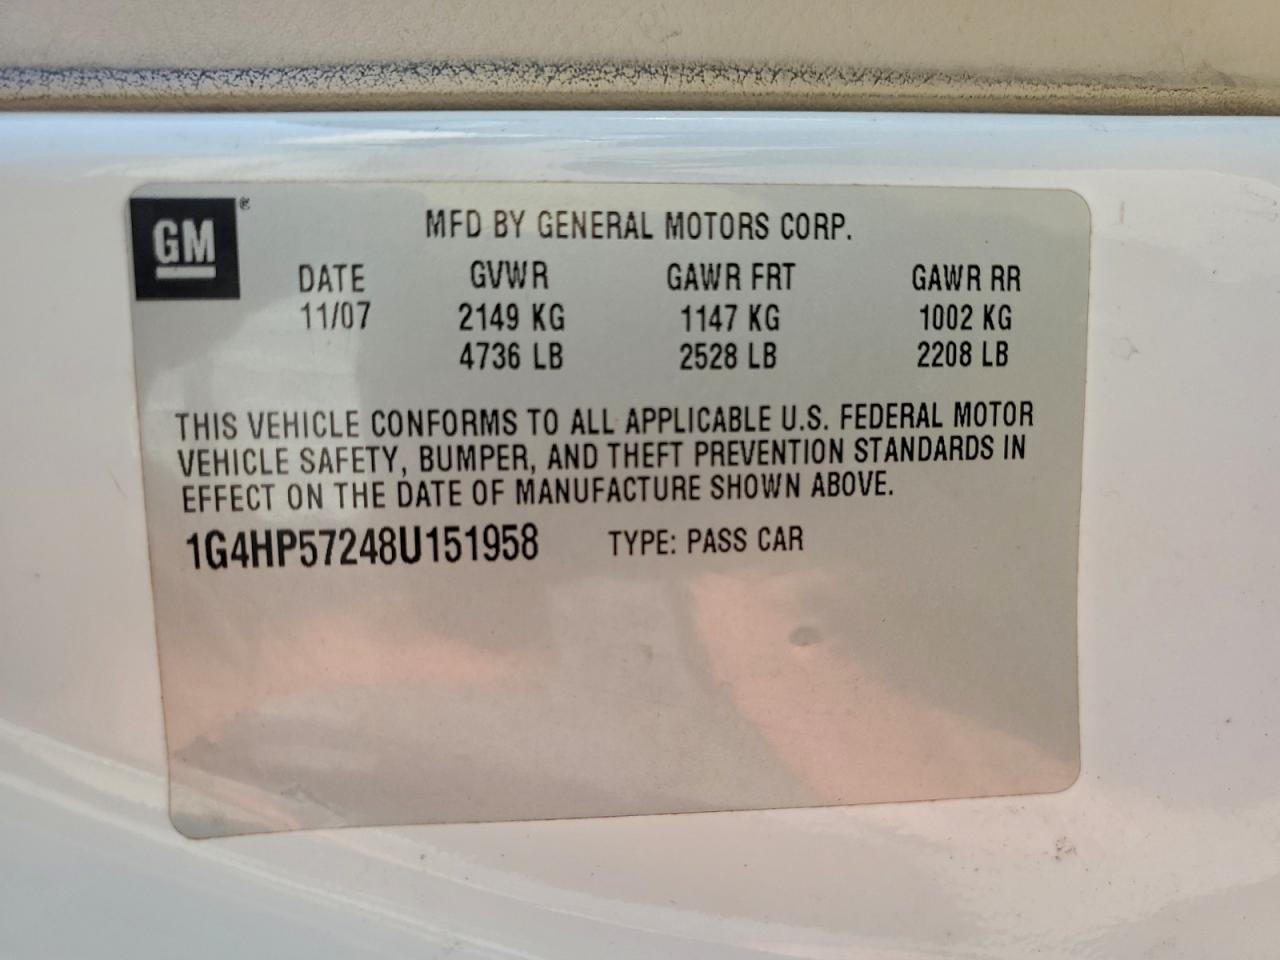 GM®
MFD BY GENERAL MOTORS CORP.
DATE GVWR GAWR FRT GAWR RR
11/07 2149 KG 1147 KG 1002 KG
4736 LB 2528 LB 2208 LB
THIS VEHICLE CONFORMS TO ALL APPLICABLE U.S. FEDERAL MOTOR
VEHICLE SAFETY, BUMPER, AND THEFT PREVENTION STANDARDS IN
EFFECT ON THE DATE OF MANUFACTURE SHOWN ABOVE.
1G4HP57248U151958 TYPE: PASS CAR